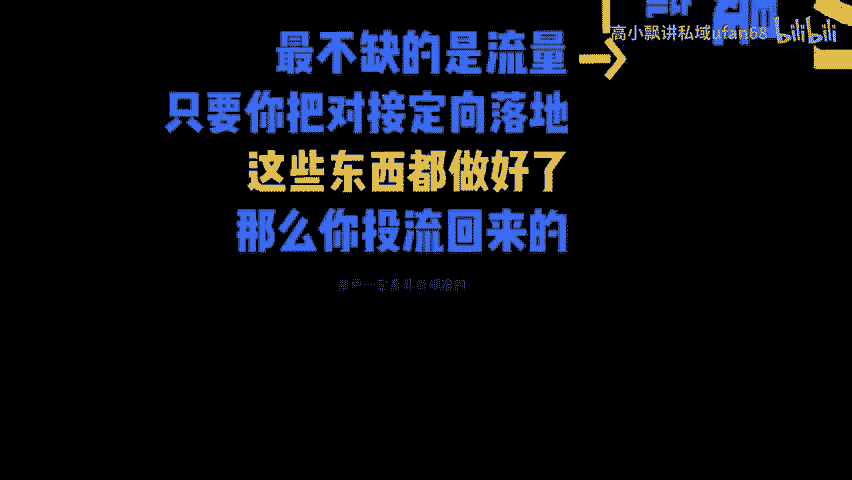 高小飘讲私域ufan68 bilibili
最不缺的是流量
只要你把对接定向落地
这些东西都做好了
那么你投流回来的